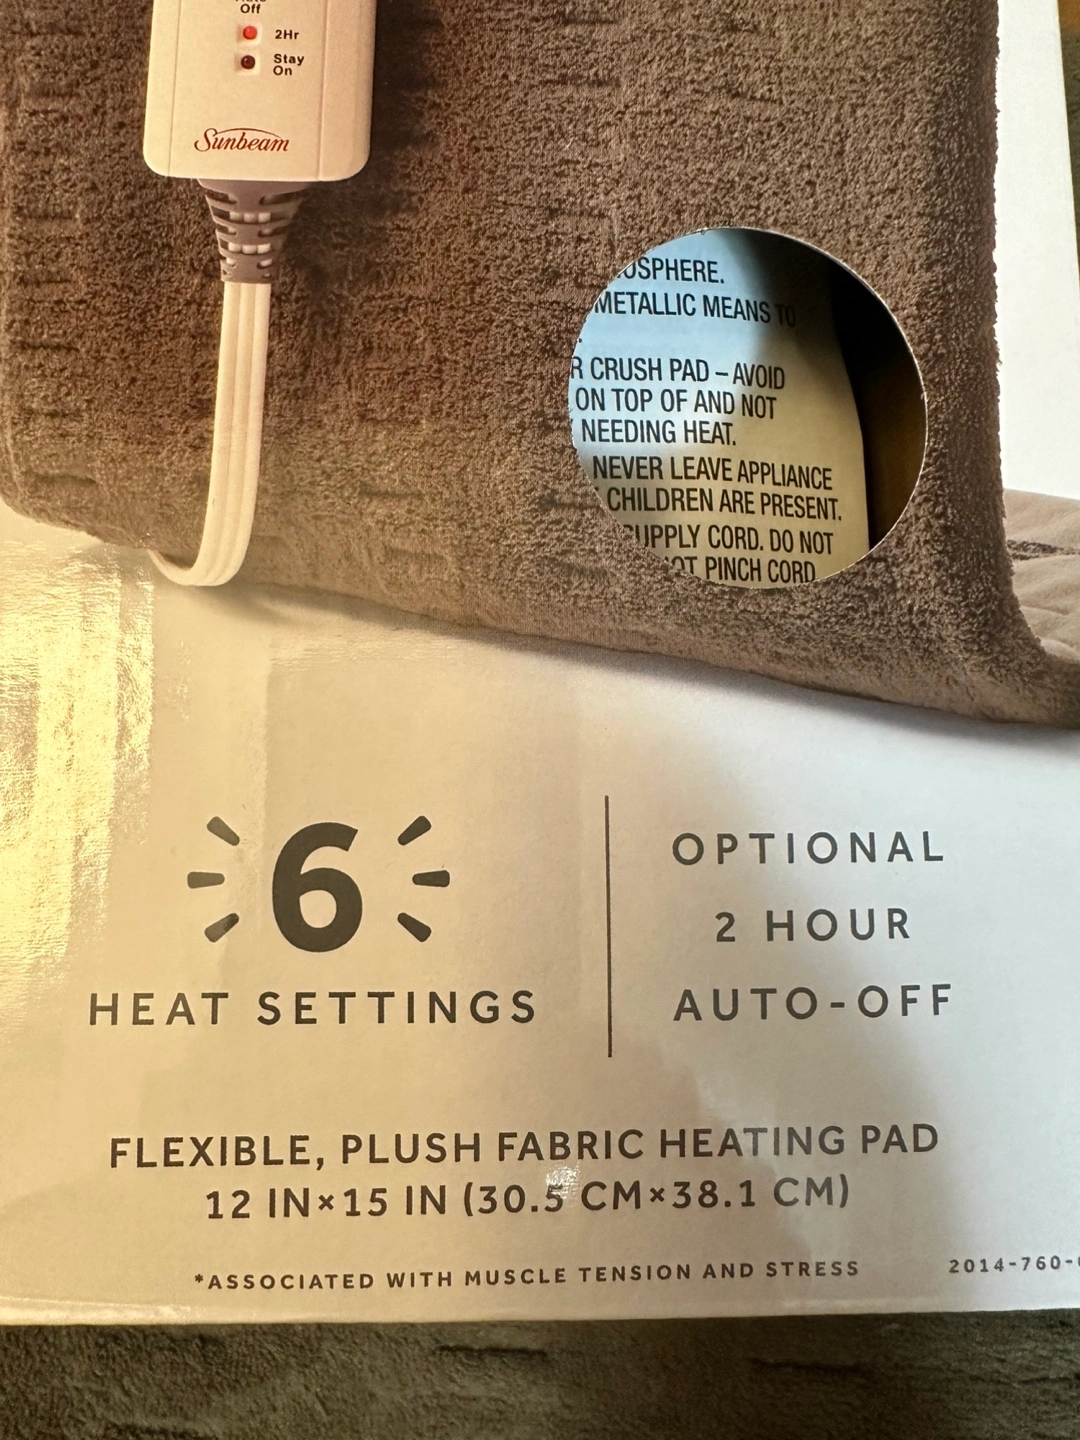 Off
2Hr
Stay
On
Sunbeam
METALLIC MEANS TO
CRUSH PAD – AVOID
ON TOP OF AND NOT
NEEDING HEAT.
NEVER LEAVE APPLIANCE
CHILDREN ARE PRESENT.
CORD. DO NOT
PINCH CORD
6
HEAT SETTINGS
OPTIONAL
2 HOUR
AUTO-OFF
FLEXIBLE, PLUSH FABRIC HEATING PAD
12 IN×15 IN (30.5 CM×38.1 CM)
*ASSOCIATED WITH MUSCLE TENSION AND STRESS
2014-760-